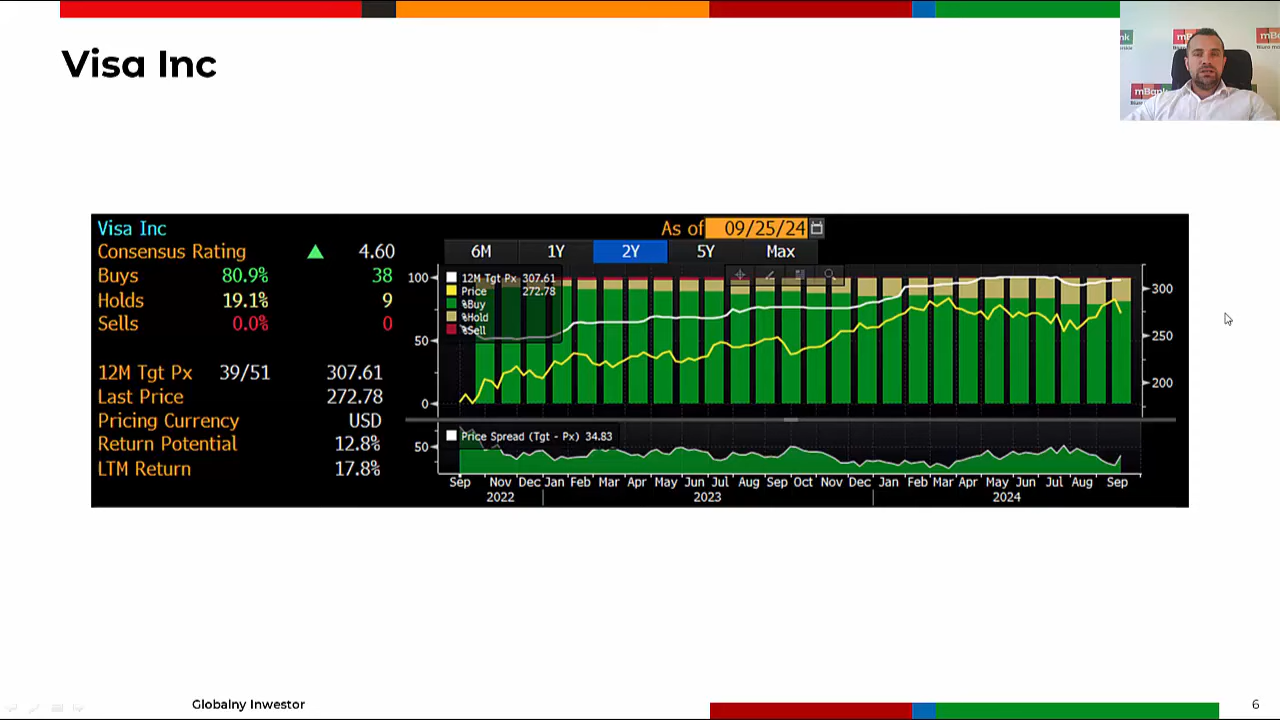 Visa Inc
mBank
Visa Inc
As of 09/25/24
Consensus Rating 4.60
6M 1Y 2Y 5Y Max
Buys 80.9% 38
Holds 19.1% 9
Sells 0.0% 0
12M Tgt Px 39/51 307.61
Last Price 272.78
Pricing Currency USD
Return Potential 12.8%
LTM Return 17.8%
12M Tgt Px 307.61
Price 272.78
%Buy
%Hold
%Sell
100
50
0
300
250
200
Price Spread (Tgt - Px) 34.83
50
Sep Nov Dec Jan Feb Mar Apr May Jun Jul Aug Sep Oct Nov Dec Jan Feb Mar Apr May Jun Jul Aug Sep
2022 2023 2024
Globalny Inwestor
6